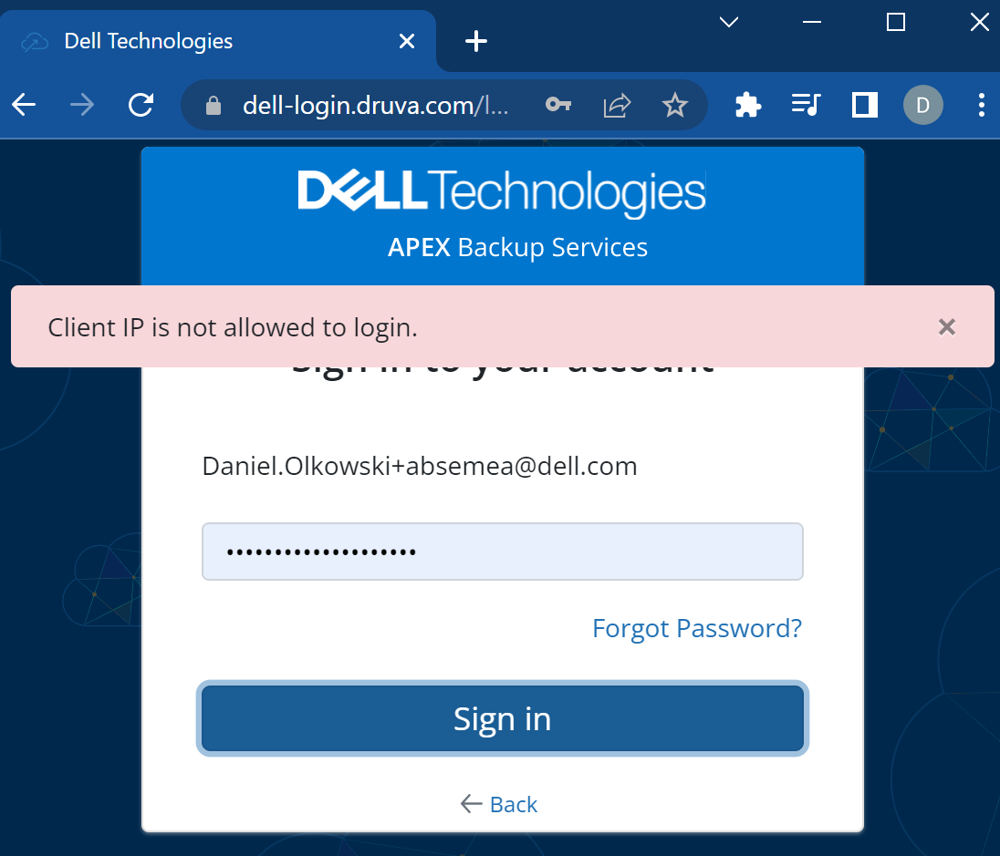 Dell Technologies
dell-login.druva.com/l...
D
DELLTechnologies
APEX Backup Services
Client IP is not allowed to login.
Sign in to your account
Daniel.Olkowski+absemea@dell.com
Forgot Password?
Sign in
Back